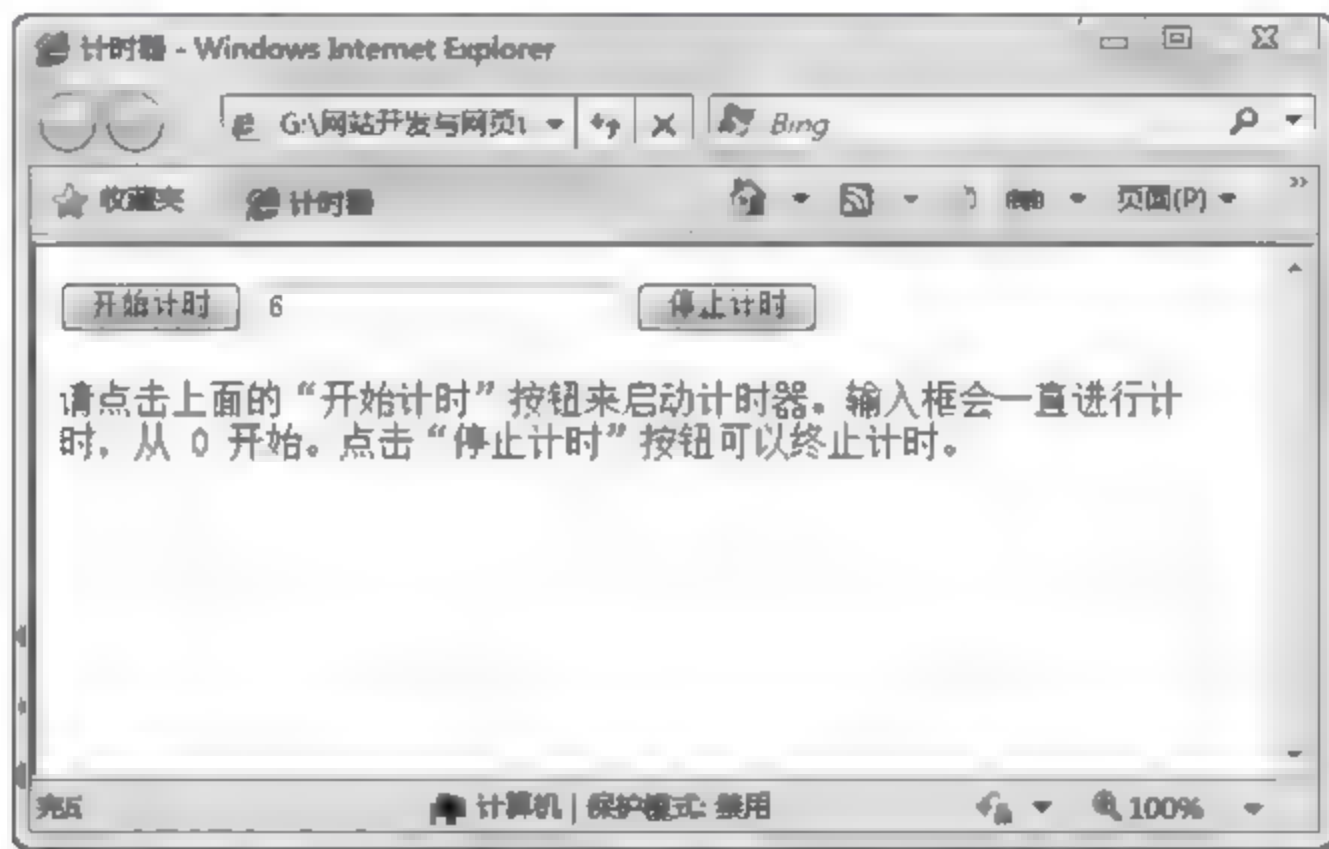 计时器 - Windows Internet Explorer
G:\网站开发与网页 Bing
收藏夹 计时器 页面(P)
开始计时 6 停止计时
请点击上面的“开始计时”按钮来启动计时器。输入框会一直进行计
时，从 0 开始。点击“停止计时”按钮可以终止计时。
计算机 | 保护模式: 禁用 100%